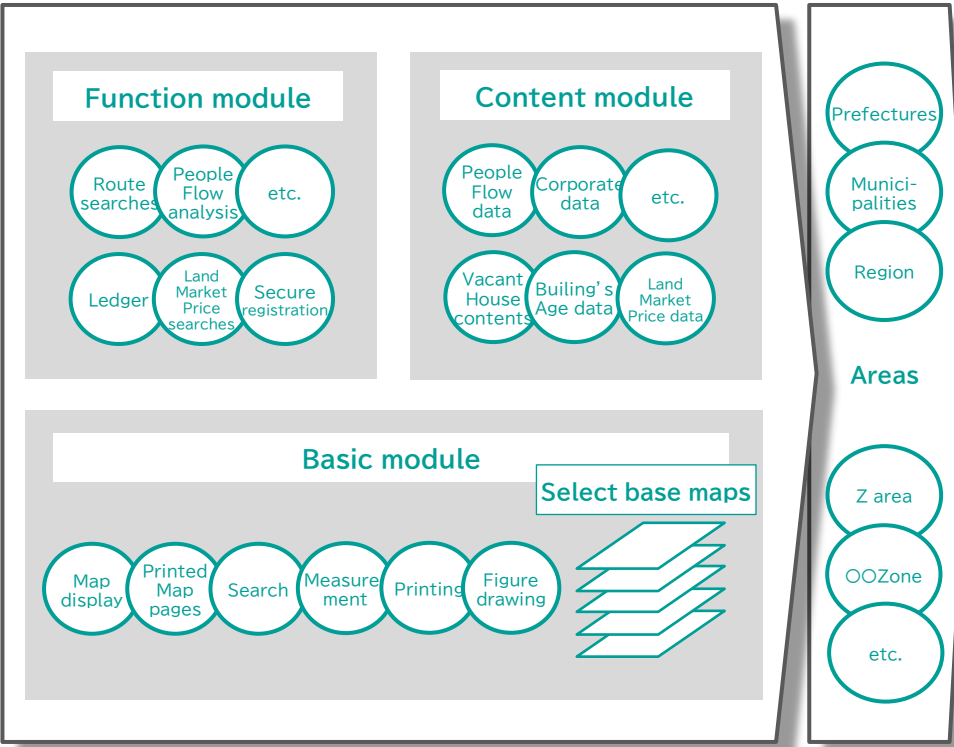 Function module
Route
searches
People
Flow
analysis
etc.
Ledger
Land
Market
Price
searches
Secure
registration
Content module
People
Flow
data
Corporate
data
etc.
Vacant
House
contents
Builing's
Age data
Land
Market
Price data
Basic module
Select base maps
Map
display
Printed
Map
pages
Search
Measure
ment
Printing
Figure
drawing
Prefectures
Munici-
palities
Region
Areas
Z area
○○Zone
etc.